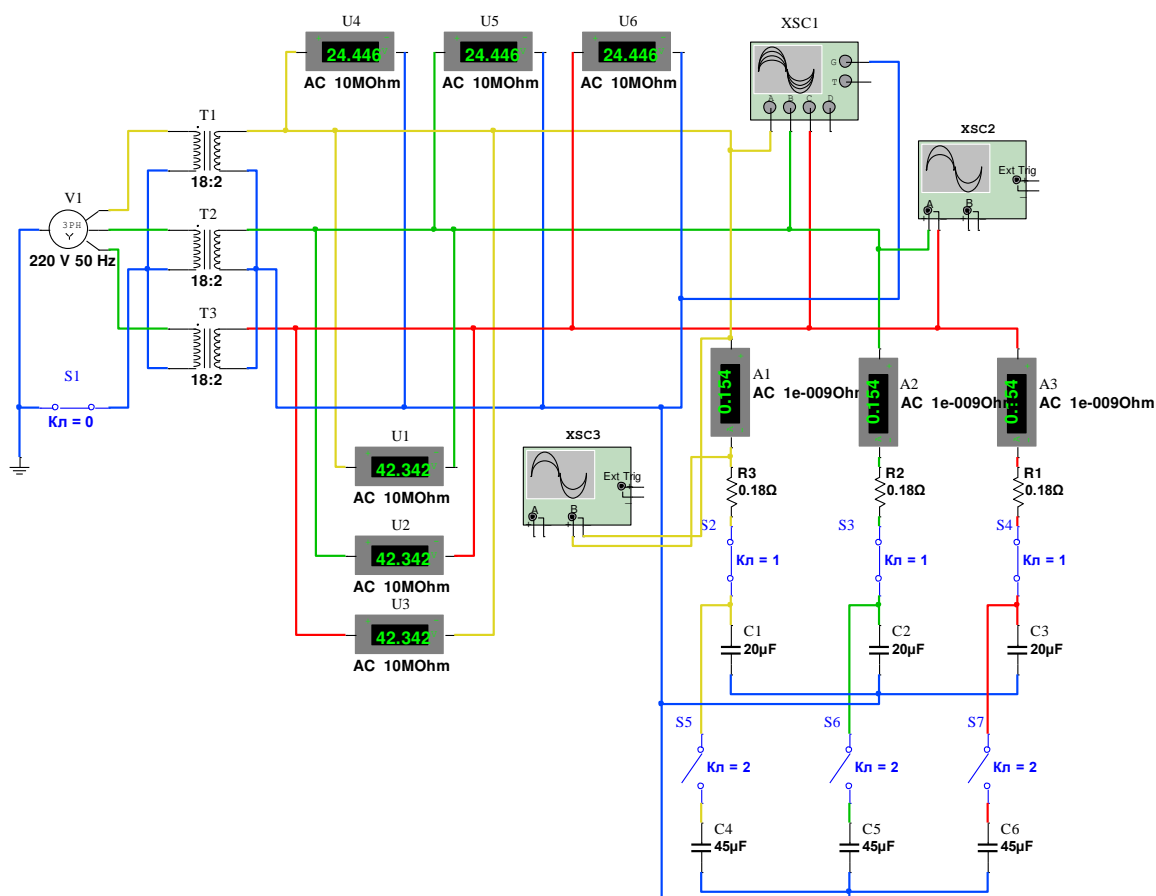 U4
U5
U6
XSC1
24.446
24.446
24.446
AC 10MOhm
AC 10MOhm
AC 10MOhm
G
T
A B C D
T1
18:2
XSC2
Ext Trig
A
B
V1
3PH
Y
220 V 50 Hz
T2
18:2
T3
18:2
S1
Кл = 0
A1
0.154
AC 1e-009Ohm
A2
0.154
AC 1e-009Ohm
A3
0.154
AC 1e-009Ohm
U1
42.342
AC 10MOhm
U2
42.342
AC 10MOhm
U3
42.342
AC 10MOhm
XSC3
Ext Trig
A
B
R3
0.18Ω
R2
0.18Ω
R1
0.18Ω
S2
S3
S4
Кл = 1
Кл = 1
Кл = 1
C1
20µF
C2
20µF
C3
20µF
S5
S6
S7
Кл = 2
Кл = 2
Кл = 2
C4
45µF
C5
45µF
C6
45µF